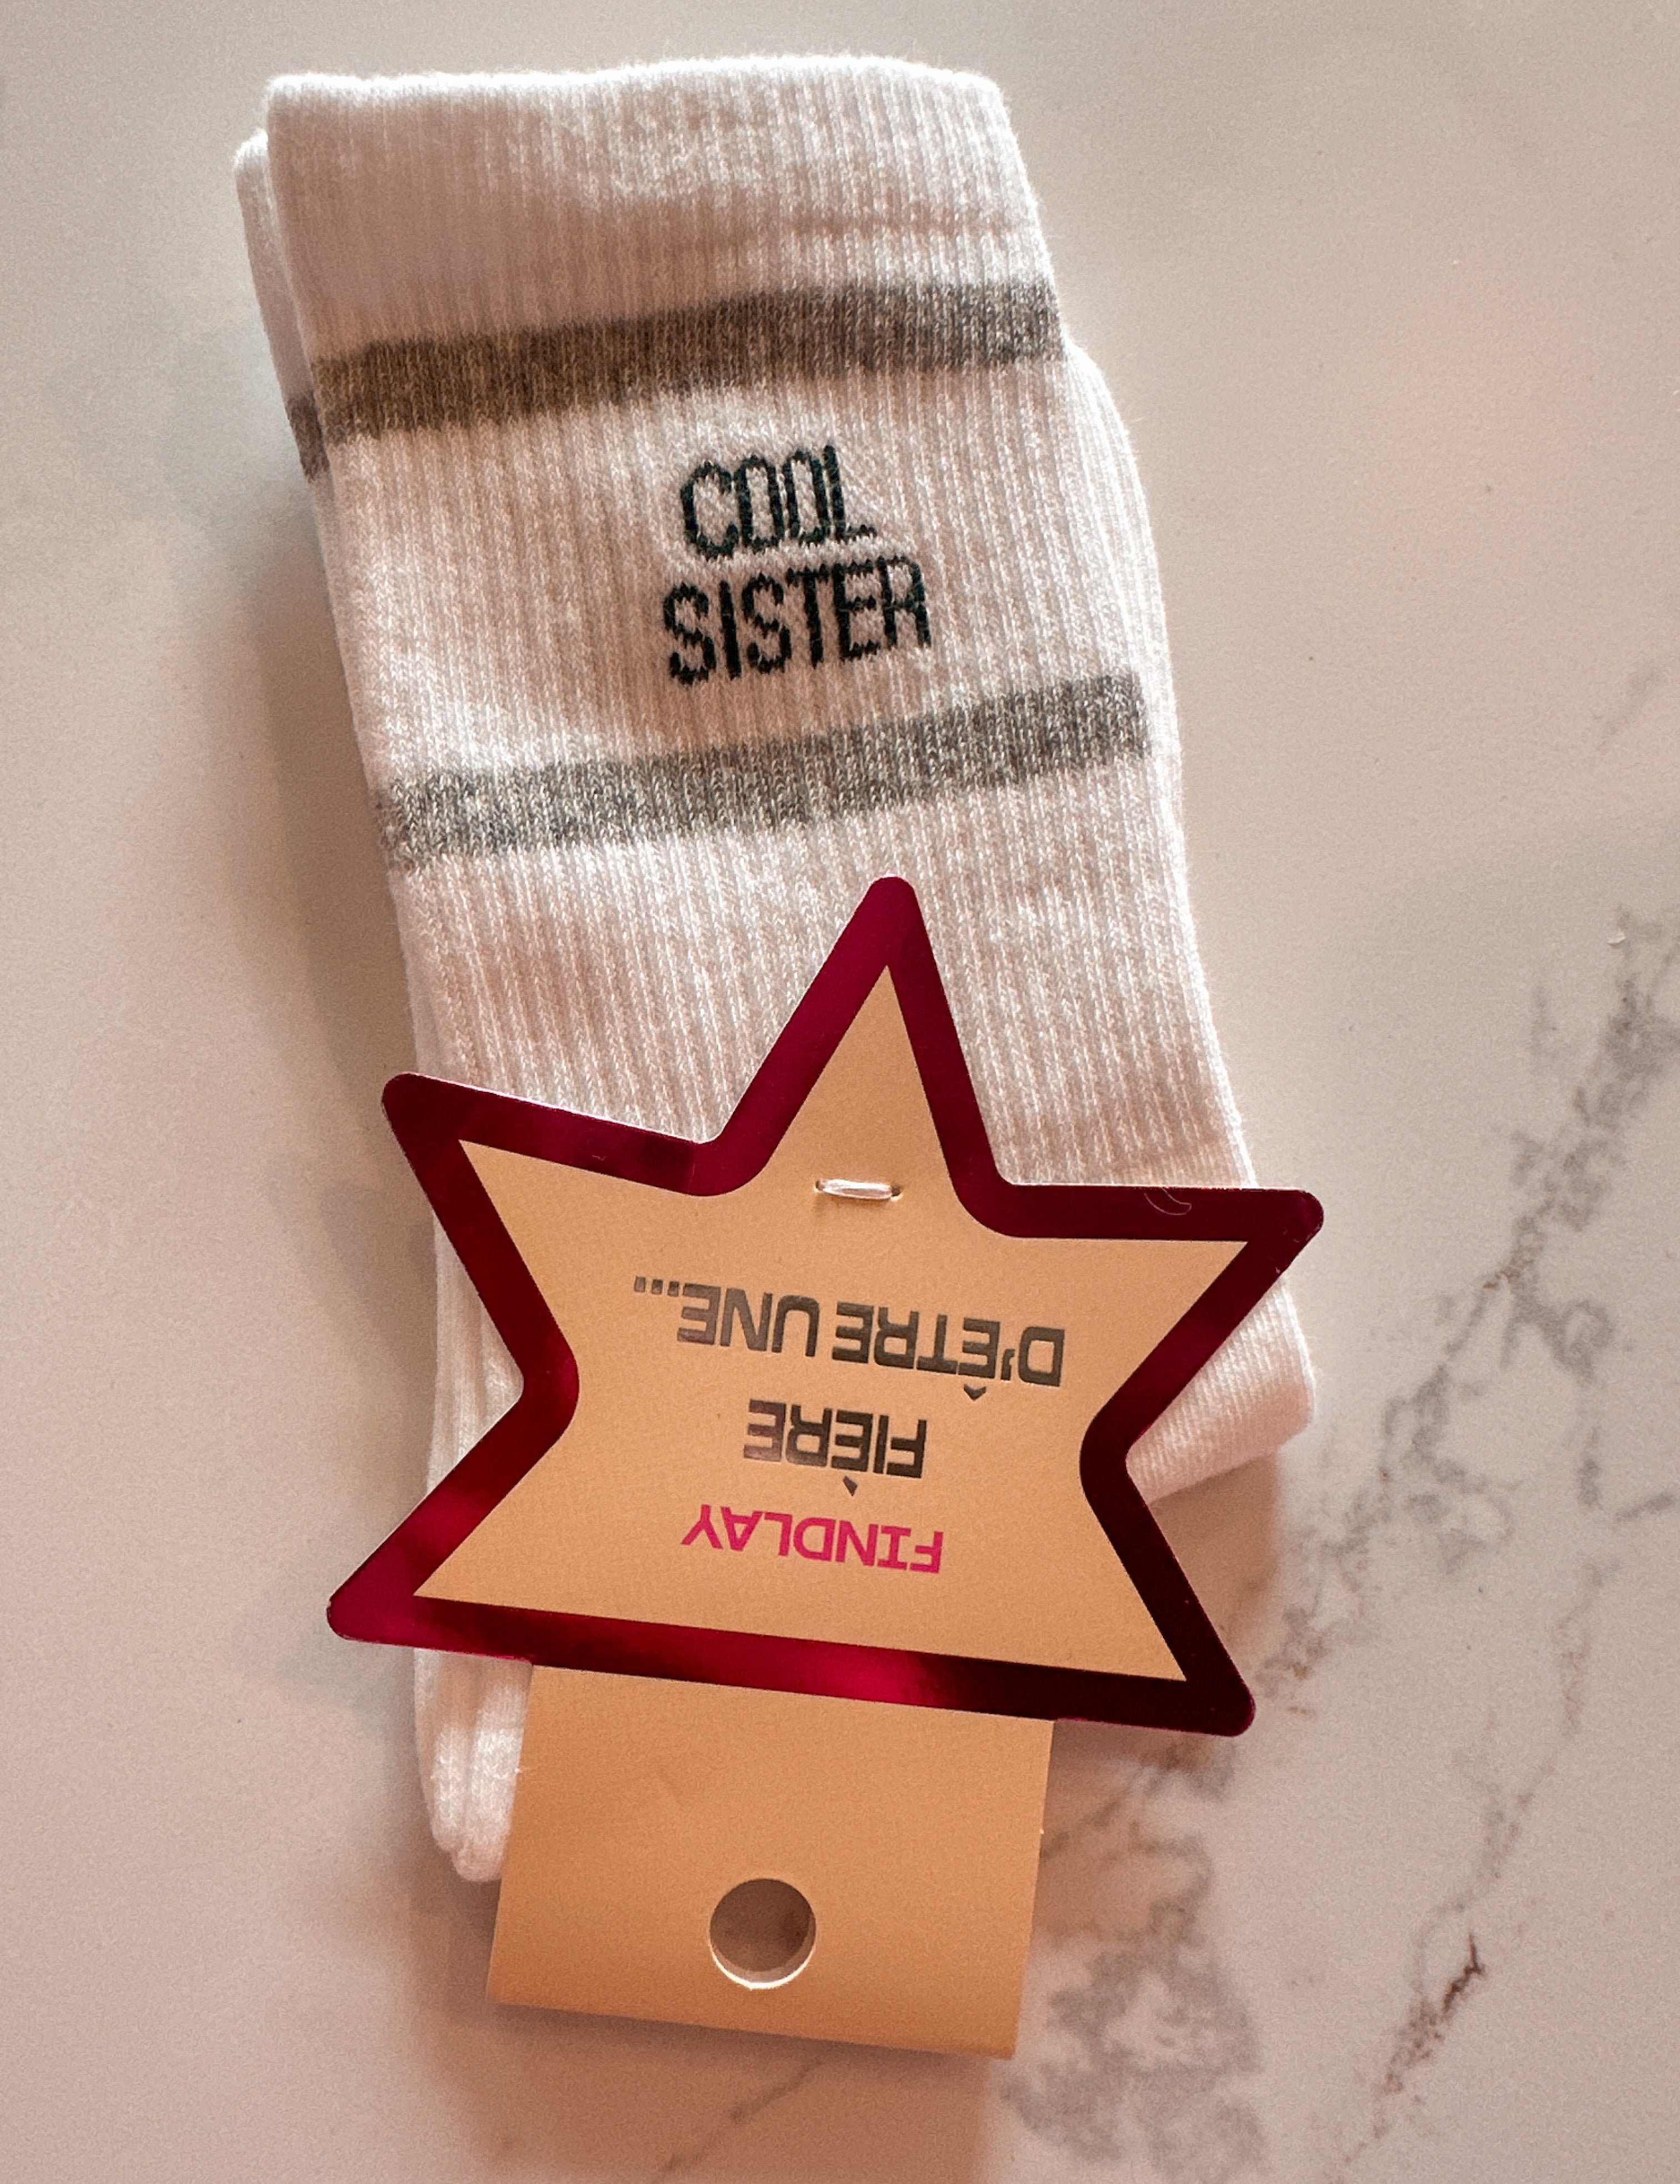 COOL
SISTER
FINDLAY
FIÈRE
D'ÊTRE UNE...